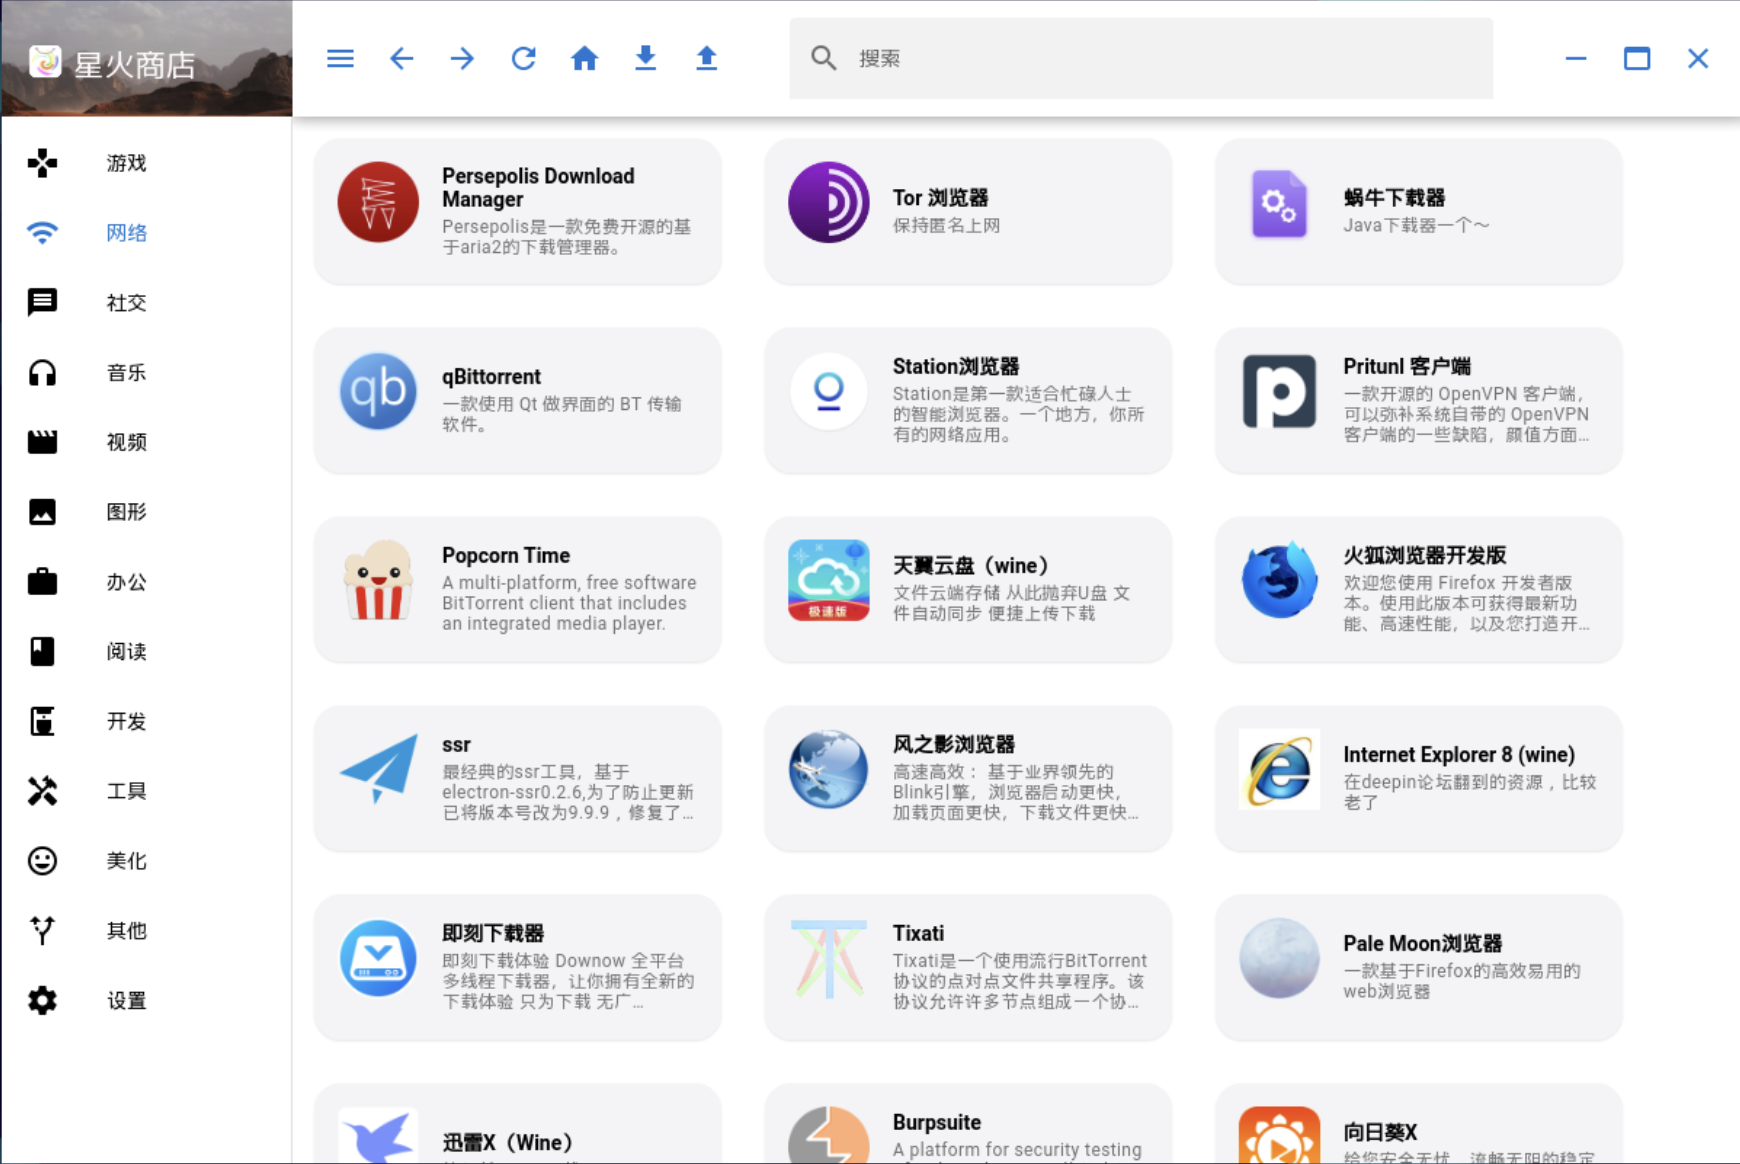 星火商店
搜索
游戏
网络
社交
音乐
视频
图形
办公
阅读
开发
工具
美化
其他
设置
Persepolis Download
Manager
Persepolis是一款免费开源的基
于aria2的下载管理器。
Tor 浏览器
保持匿名上网
蜗牛下载器
Java下载器一个～
qBittorrent
一款使用 Qt 做界面的 BT 传输
软件。
Station浏览器
Station是第一款适合忙碌人士
的智能浏览器。一个地方，你所
有的网络应用。
Pritunl 客户端
一款开源的 OpenVPN 客户端，
可以弥补系统自带的 OpenVPN
客户端的一些缺陷，颜值方面...
Popcorn Time
A multi-platform, free software
BitTorrent client that includes
an integrated media player.
极速版
天翼云盘（wine）
文件云端存储 从此抛弃U盘 文
件自动同步 便捷上传下载
火狐浏览器开发版
欢迎您使用 Firefox 开发者版
本。使用此版本可获得最新功
能、高速性能，以及您打造开...
ssr
最经典的ssr工具，基于
electron-ssr0.2.6,为了防止更新
已将版本号改为9.9.9，修复了...
风之影浏览器
高速高效： 基于业界领先的
Blink引擎，浏览器启动更快，
加载页面更快，下载文件更快...
Internet Explorer 8 (wine)
在deepin论坛翻到的资源，比较
老了
即刻下载器
即刻下载体验 Downow 全平台
多线程下载器，让你拥有全新的
下载体验 只为下载 无广...
Tixati
Tixati是一个使用流行BitTorrent
协议的点对点文件共享程序。该
协议允许许多节点组成一个协...
Pale Moon浏览器
一款基于Firefox的高效易用的
web浏览器
迅雷X（Wine）
Burpsuite
A platform for security testing
向日葵X
给您安全无忧、流畅无阻的稳定